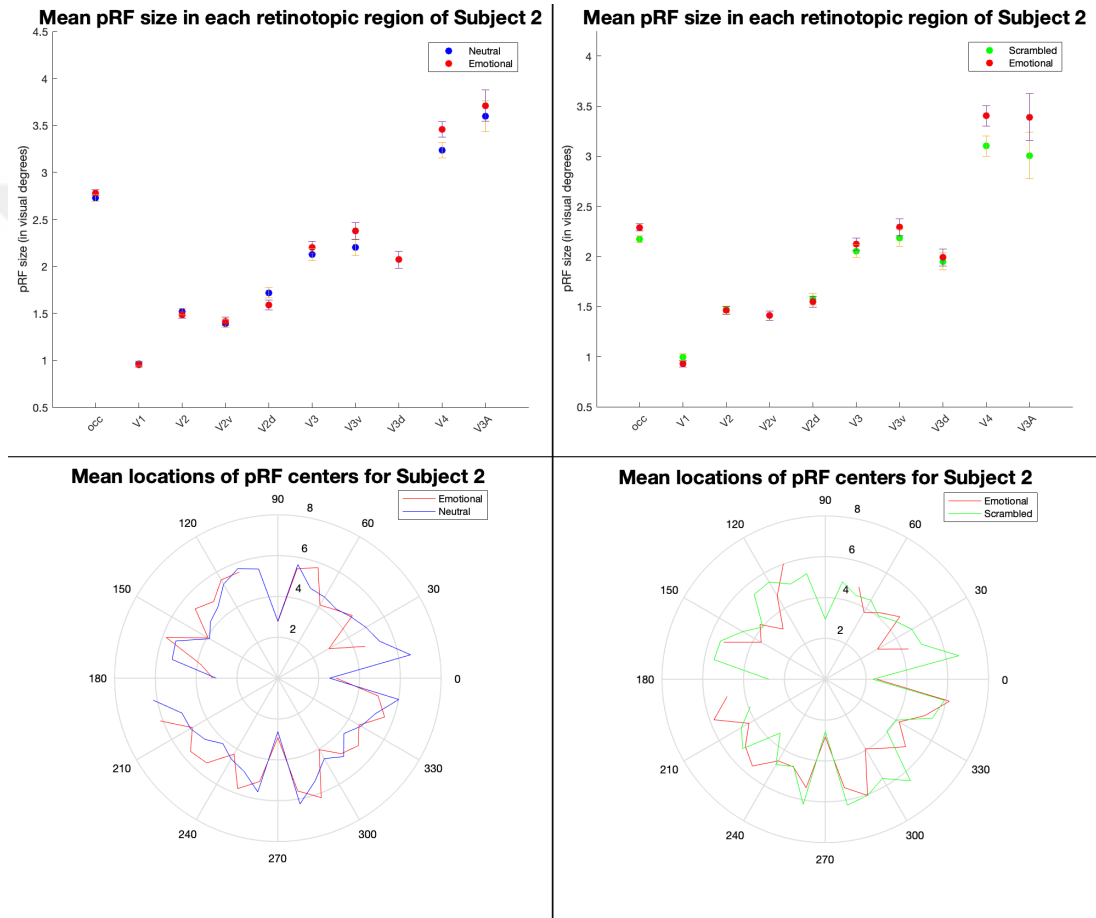 Mean pRF size in each retinotopic region of Subject 2
4.5
4
3.5
3
2.5
2
1.5
1
0.5
pRF size (in visual degrees)
Neutral
Emotional
occ
V1
V2
V2v
V2d
V3
V3v
V3d
V4
V3A
Mean pRF size in each retinotopic region of Subject 2
4
3.5
3
2.5
2
1.5
1
0.5
pRF size (in visual degrees)
Scrambled
Emotional
occ
V1
V2
V2v
V2d
V3
V3v
V3d
V4
V3A
Mean locations of pRF centers for Subject 2
Emotional
Neutral
90
120
60
8
6
150
30
4
2
180
0
210
330
240
300
270
Mean locations of pRF centers for Subject 2
Emotional
Scrambled
90
120
60
8
6
150
30
4
2
180
0
210
330
240
300
270